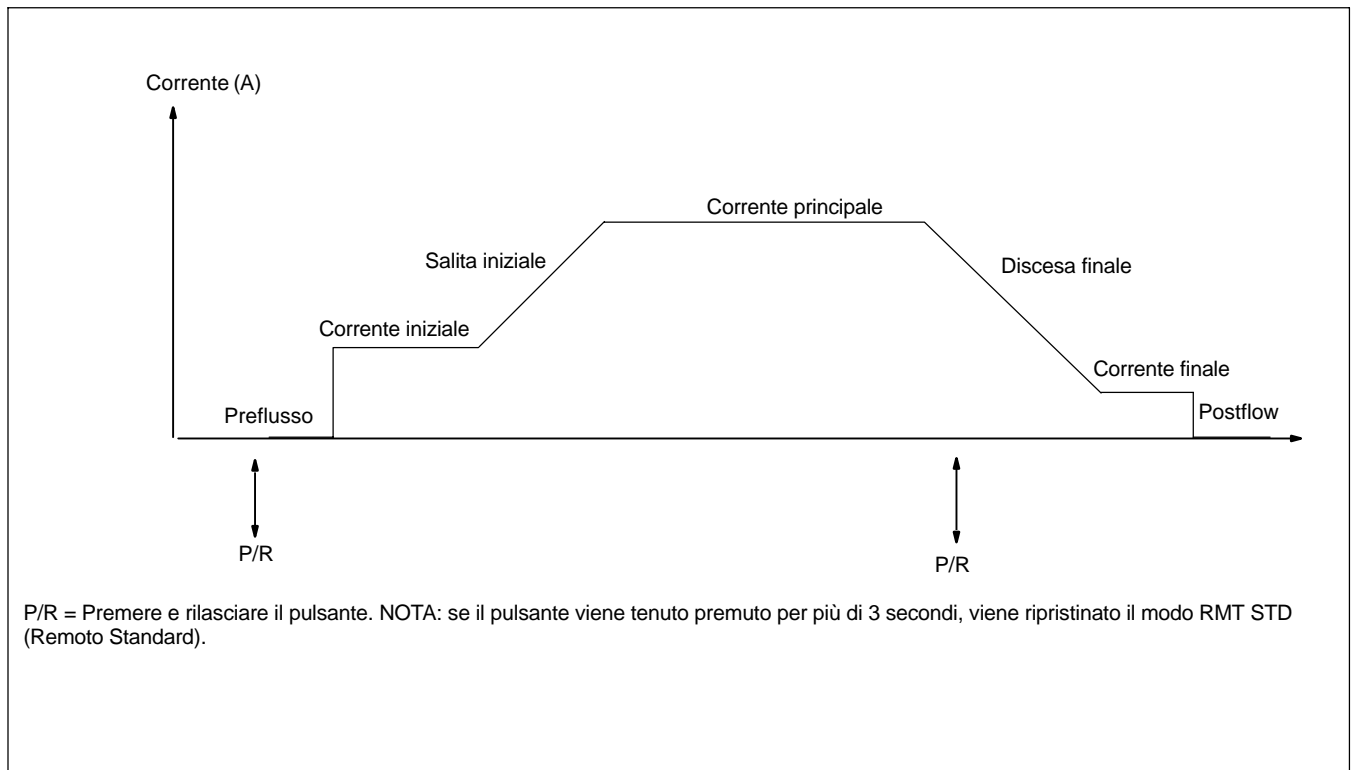 Corrente (A)
Corrente principale
Salita iniziale
Discesa finale
Corrente iniziale
Corrente finale
Preflusso
Postflow
P/R
P/R
P/R = Premere e rilasciare il pulsante. NOTA: se il pulsante viene tenuto premuto per più di 3 secondi, viene ripristinato il modo RMT STD
(Remoto Standard).